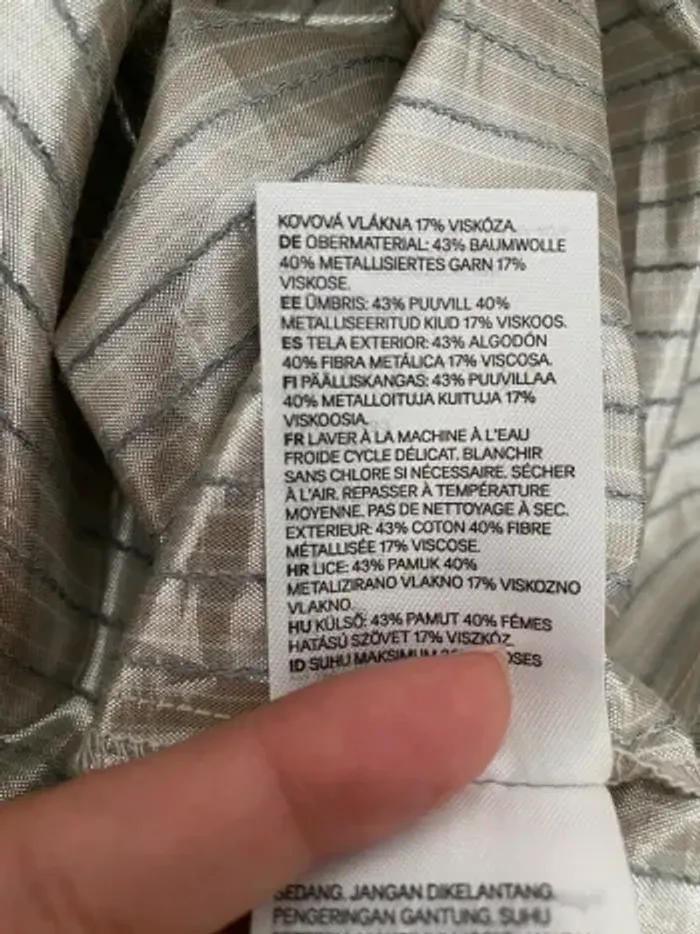 KOVOVÁ VLÁKNA 17% VISKÓZA.
DE OBERMATERIAL: 43% BAUMWOLLE
40% METALLISIERTES GARN 17%
VISKOSE.
EE ÜMBRIS: 43% PUUVILL 40%
METALLISEERITUD KIUD 17% VISKOOS.
ES TELA EXTERIOR: 43% ALGODÓN
40% FIBRA METÁLICA 17% VISCOSA.
FI PÄÄLLISKANGAS: 43% PUUVILLAA
40% METALLOITUJA KUITUJA 17%
VISKOOSIA.
FR LAVER À LA MACHINE À L'EAU
FROIDE CYCLE DÉLICAT. BLANCHIR
SANS CHLORE SI NÉCESSAIRE. SÉCHER
À L'AIR. REPASSER À TEMPÉRATURE
MOYENNE. PAS DE NETTOYAGE À SEC.
EXTERIEUR: 43% COTON 40% FIBRE
MÉTALLISÉE 17% VISCOSE.
HR LICE: 43% PAMUK 40%
METALIZIRANO VLAKNO 17% VISKOZNO
VLAKNO.
HU KÜLSŐ: 43% PAMUT 40% FÉMES
HATÁSÚ SZÖVET 17% VISZKÓZ.
ID SUHU MAKSIMUM
SEDANG. JANGAN DIKELANTANG.
PENGERINGAN GANTUNG. SUHU